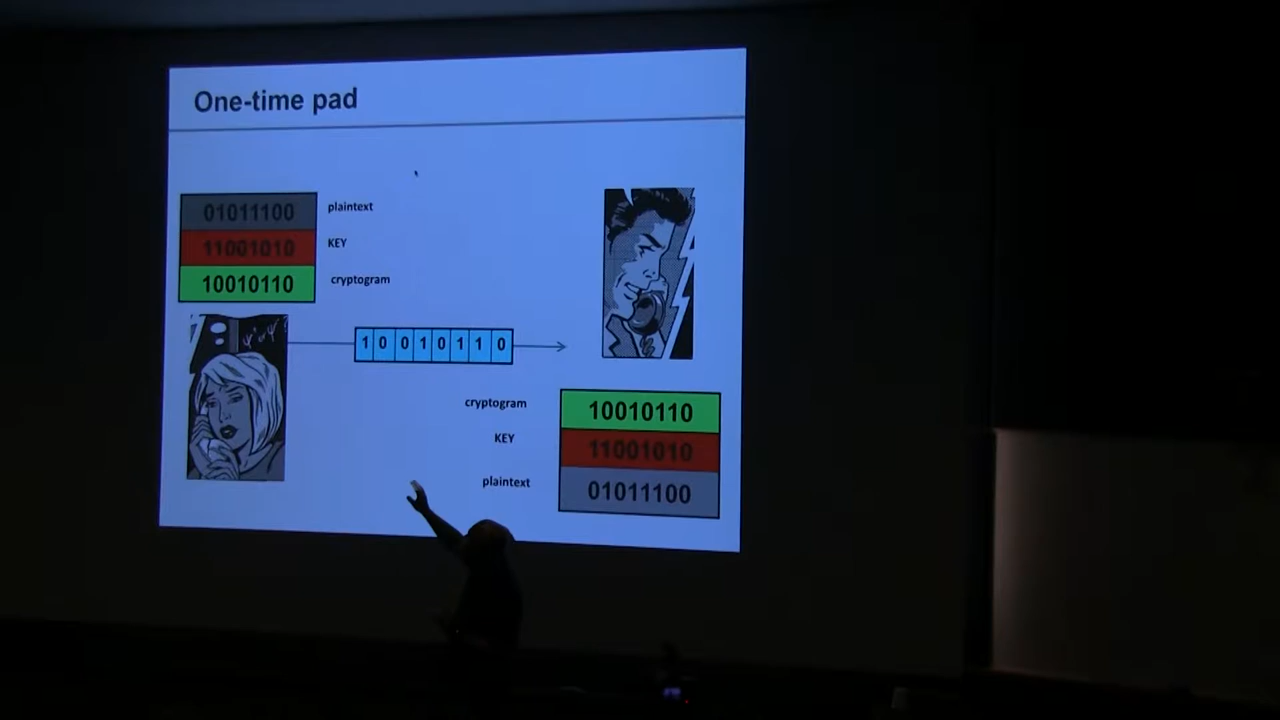 One-time pad
01011100 plaintext
11001010 KEY
10010110 cryptogram
1 0 0 1 0 1 1 0
cryptogram 10010110
KEY 11001010
plaintext 01011100